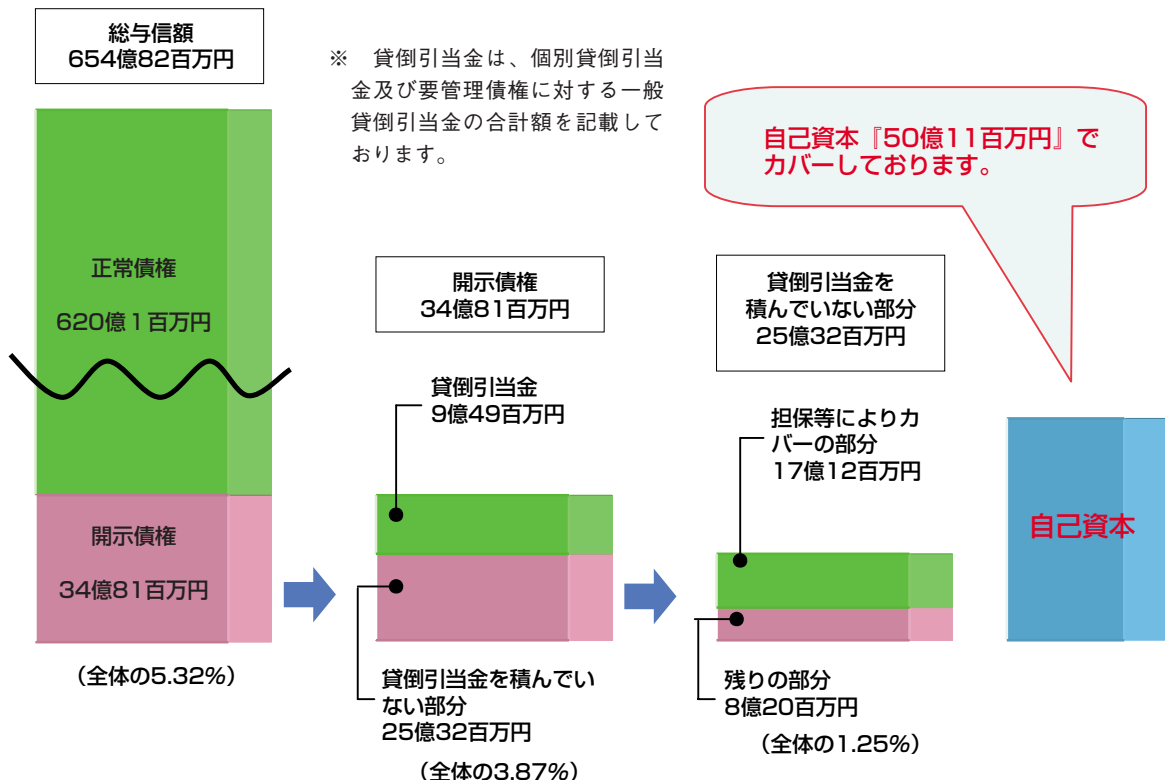 総与信額
654億82百万円
※　貸倒引当金は、個別貸倒引当
金及び要管理債権に対する一般
貸倒引当金の合計額を記載して
おります。
自己資本『50億11百万円』で
カバーしております。
正常債権
620億1百万円
開示債権
34億81百万円
（全体の5.32%）
開示債権
34億81百万円
貸倒引当金
9億49百万円
貸倒引当金を積んでい
ない部分
25億32百万円
（全体の3.87%）
貸倒引当金を
積んでいない部分
25億32百万円
担保等によりカ
バーの部分
17億12百万円
残りの部分
8億20百万円
（全体の1.25%）
自己資本